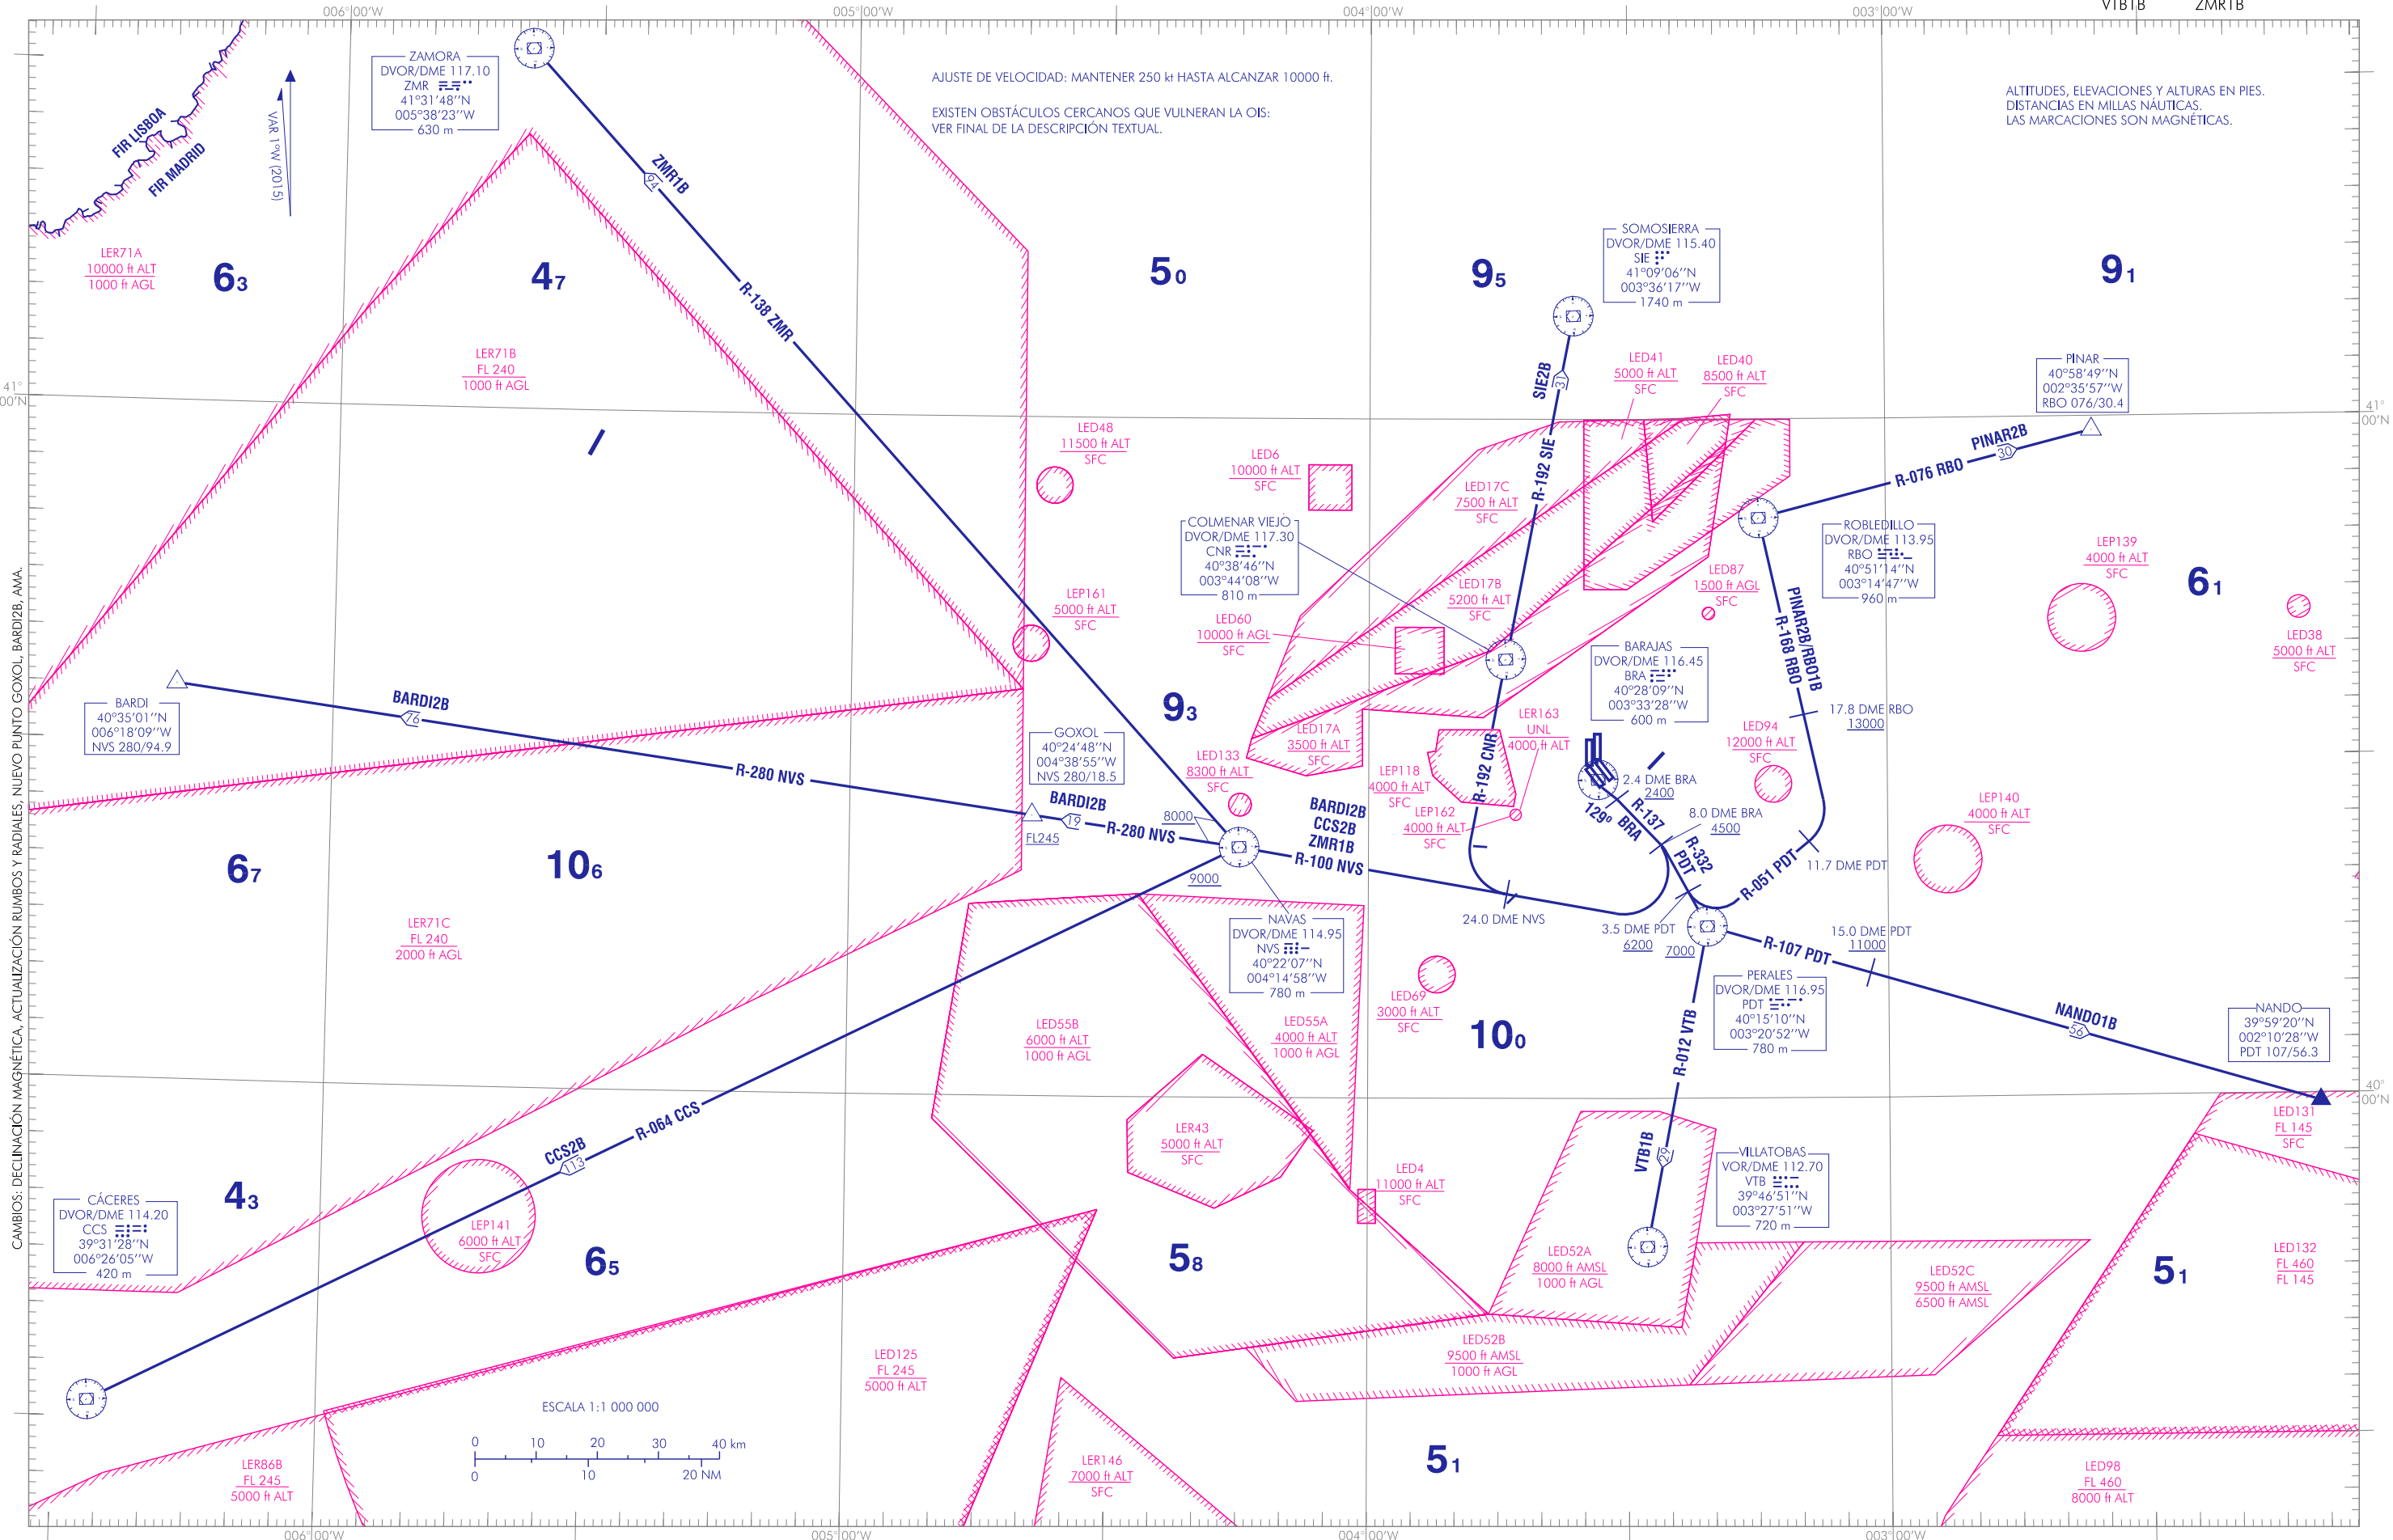 VTB1B ZMR1B
006°00'W
005°00'W
004°00'W
003°00'W
FIR LISBOA
FIR MADRID
VAR 1°W (2015)
ZAMORA
DVOR/DME 117.10
ZMR
41°31'48''N
005°38'23''W
630 m
AJUSTE DE VELOCIDAD: MANTENER 250 kt HASTA ALCANZAR 10000 ft.
EXISTEN OBSTÁCULOS CERCANOS QUE VULNERAN LA OIS:
VER FINAL DE LA DESCRIPCIÓN TEXTUAL.
ALTITUDES, ELEVACIONES Y ALTURAS EN PIES.
DISTANCIAS EN MILLAS NÁUTICAS.
LAS MARCACIONES SON MAGNÉTICAS.
ZMR1B
94
R-138 ZMR
LER71A
10000 ft ALT
1000 ft AGL
63
47
50
95
91
SOMOSIERRA
DVOR/DME 115.40
SIE
41°09'06''N
003°36'17''W
1740 m
LER71B
FL 240
1000 ft AGL
SIE2B
31
R-192 SIE
LED41
5000 ft ALT
SFC
LED40
8500 ft ALT
SFC
PINAR
40°58'49''N
002°35'57''W
RBO 076/30.4
41°
00'N
41°
00'N
LED48
11500 ft ALT
SFC
LED6
10000 ft ALT
SFC
LED17C
7500 ft ALT
SFC
PINAR2B
30
R-076 RBO
COLMENAR VIEJO
DVOR/DME 117.30
CNR
40°38'46''N
003°44'08''W
810 m
ROBLEDILLO
DVOR/DME 113.95
RBO
40°51'14''N
003°14'47''W
960 m
LEP139
4000 ft ALT
SFC
61
LED38
5000 ft ALT
SFC
LED87
1500 ft AGL
SFC
LED17B
5200 ft ALT
SFC
LEP161
5000 ft ALT
SFC
LED60
10000 ft AGL
SFC
PINAR2B/RBO1B
R-168 RBO
BARAJAS
DVOR/DME 116.45
BRA
40°28'09''N
003°33'28''W
600 m
BARDI
40°35'01''N
006°18'09''W
NVS 280/94.9
BARDI2B
76
R-280 NVS
93
17.8 DME RBO
13000
GOXOL
40°24'48''N
004°38'55''W
NVS 280/18.5
LED17A
3500 ft ALT
SFC
LER163
UNL
4000 ft ALT
LED94
12000 ft ALT
SFC
LED133
8300 ft ALT
SFC
LEP118
4000 ft ALT
SFC
R-192 CNR
2.4 DME BRA
2400
LEP162
4000 ft ALT
SFC
129º
R-137
BRA
8.0 DME BRA
4500
LEP140
4000 ft ALT
SFC
BARDI2B
19
R-280 NVS
FL245
8000
BARDI2B
CCS2B
ZMR1B
R-100 NVS
R-332
PDT
R-051 PDT
11.7 DME PDT
67
106
9000
LER71C
FL 240
2000 ft AGL
NAVAS
DVOR/DME 114.95
NVS
40°22'07''N
004°14'58''W
780 m
24.0 DME NVS
3.5 DME PDT
6200
7000
15.0 DME PDT
11000
R-107 PDT
PERALES
DVOR/DME 116.95
PDT
40°15'10''N
003°20'52''W
780 m
LED69
3000 ft ALT
SFC
100
LED55B
6000 ft ALT
1000 ft AGL
LED55A
4000 ft ALT
1000 ft AGL
R-012 VTB
NANDO1B
56
NANDO
39°59'20''N
002°10'28''W
PDT 107/56.3
40°
00'N
R-064 CCS
CCS2B
113
LER43
5000 ft ALT
SFC
LED4
11000 ft ALT
SFC
VTB1B
29
VILLATOBAS
VOR/DME 112.70
VTB
39°46'51''N
003°27'51''W
720 m
LED131
FL 145
SFC
CÁCERES
DVOR/DME 114.20
CCS
39°31'28''N
006°26'05''W
420 m
43
LEP141
6000 ft ALT
SFC
65
58
LED52A
8000 ft AMSL
1000 ft AGL
LED52C
9500 ft AMSL
6500 ft AMSL
51
LED132
FL 460
FL 145
LED125
FL 245
5000 ft ALT
LED52B
9500 ft AMSL
1000 ft AGL
ESCALA 1:1 000 000
0 10 20 30 40 km
0 10 20 NM
LER86B
FL 245
5000 ft ALT
LER146
7000 ft ALT
SFC
51
LED98
FL 460
8000 ft ALT
006°00'W
005°00'W
004°00'W
003°00'W
CAMBIOS: DECLINACIÓN MAGNÉTICA, ACTUALIZACIÓN RUMBOS Y RADIALES, NUEVO PUNTO GOXOL, BARDI2B, AMA.